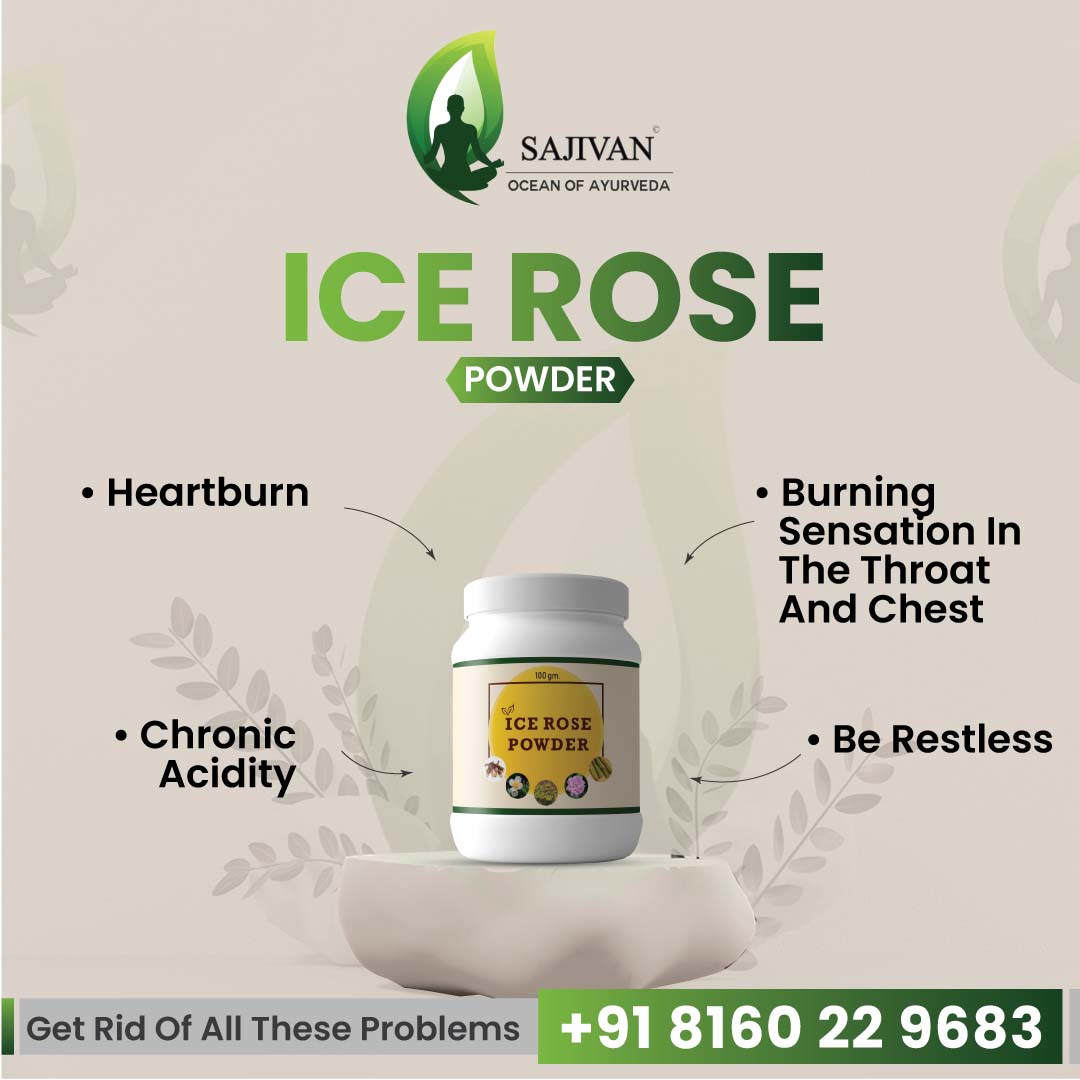 SAJIVAN©
OCEAN OF AYURVEDA
ICE ROSE
POWDER
• Heartburn
• Burning
Sensation In
The Throat
And Chest
100 gm.
ICE ROSE
POWDER
• Chronic
Acidity
• Be Restless
Get Rid Of All These Problems
+91 8160 22 9683